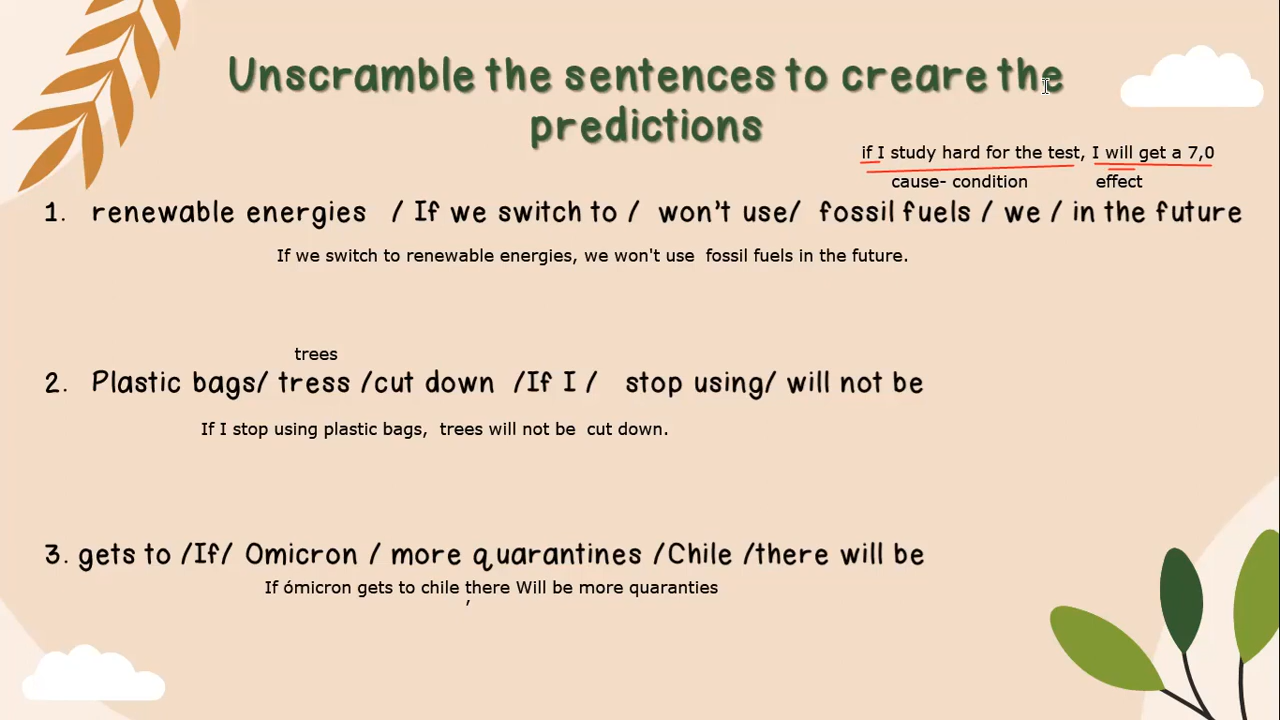 Unscramble the sentences to creare the
predictions
if I study hard for the test, I will get a 7,0
cause- condition effect
1. renewable energies / If we switch to / won't use/ fossil fuels / we / in the future
If we switch to renewable energies, we won't use fossil fuels in the future.
trees
2. Plastic bags/ tress /cut down /If I / stop using/ will not be
If I stop using plastic bags, trees will not be cut down.
3. gets to /If/ Omicron / more quarantines /Chile /there will be
If ómicron gets to chile there Will be more quaranties
,